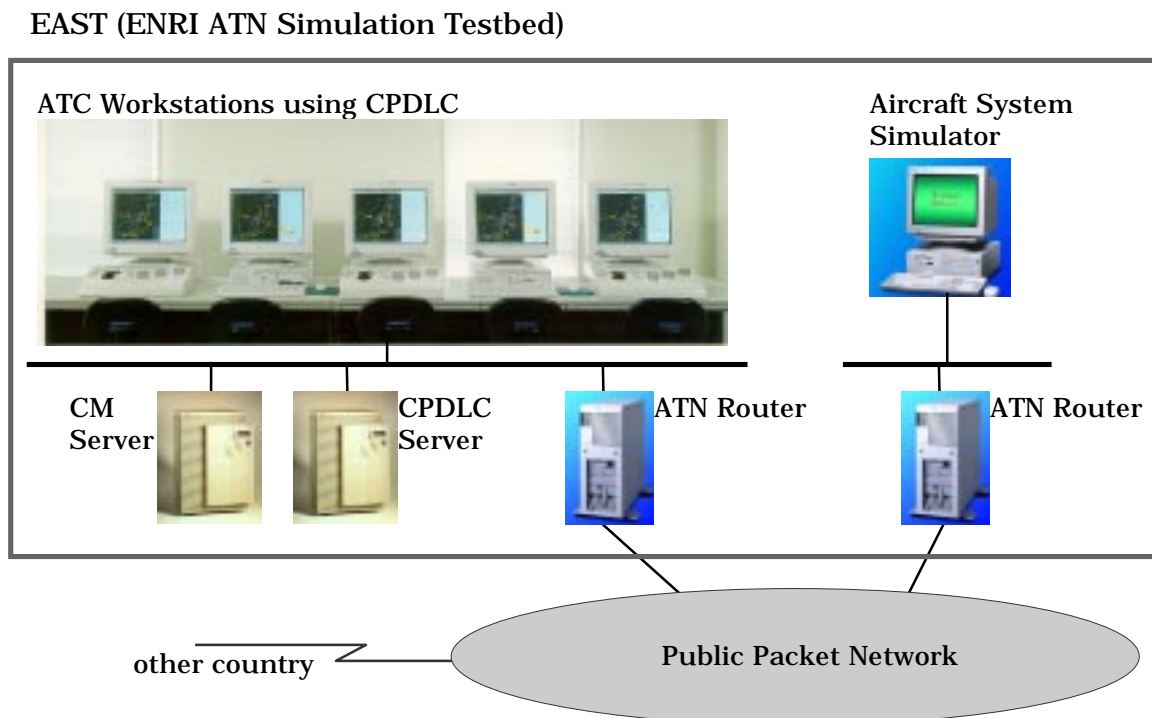 EAST (ENRI ATN Simulation Testbed)
ATC Workstations using CPDLC
Aircraft System
Simulator
CM
Server
CPDLC
Server
ATN Router
ATN Router
other country
Public Packet Network